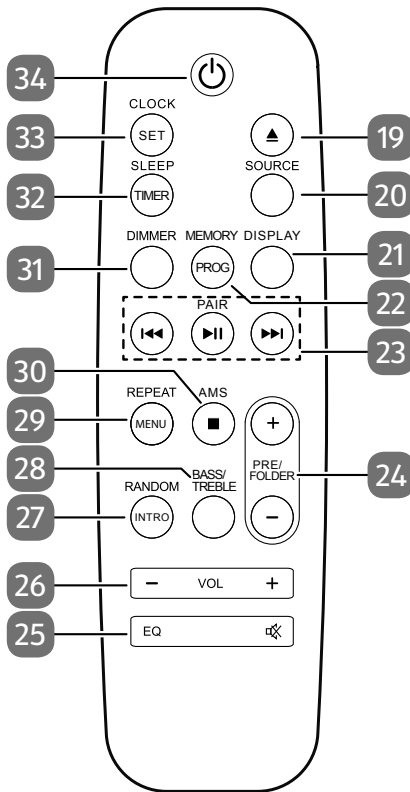 34
CLOCK
33 SET 19
SLEEP SOURCE
32 TIMER 20
DIMMER MEMORY DISPLAY
31 PROG 21
22
PAIR
23
30
REPEAT AMS
29 MENU +
28 BASS/ PRE/
TREBLE FOLDER 24
RANDOM
27 INTRO −
26 − VOL +
25 EQ